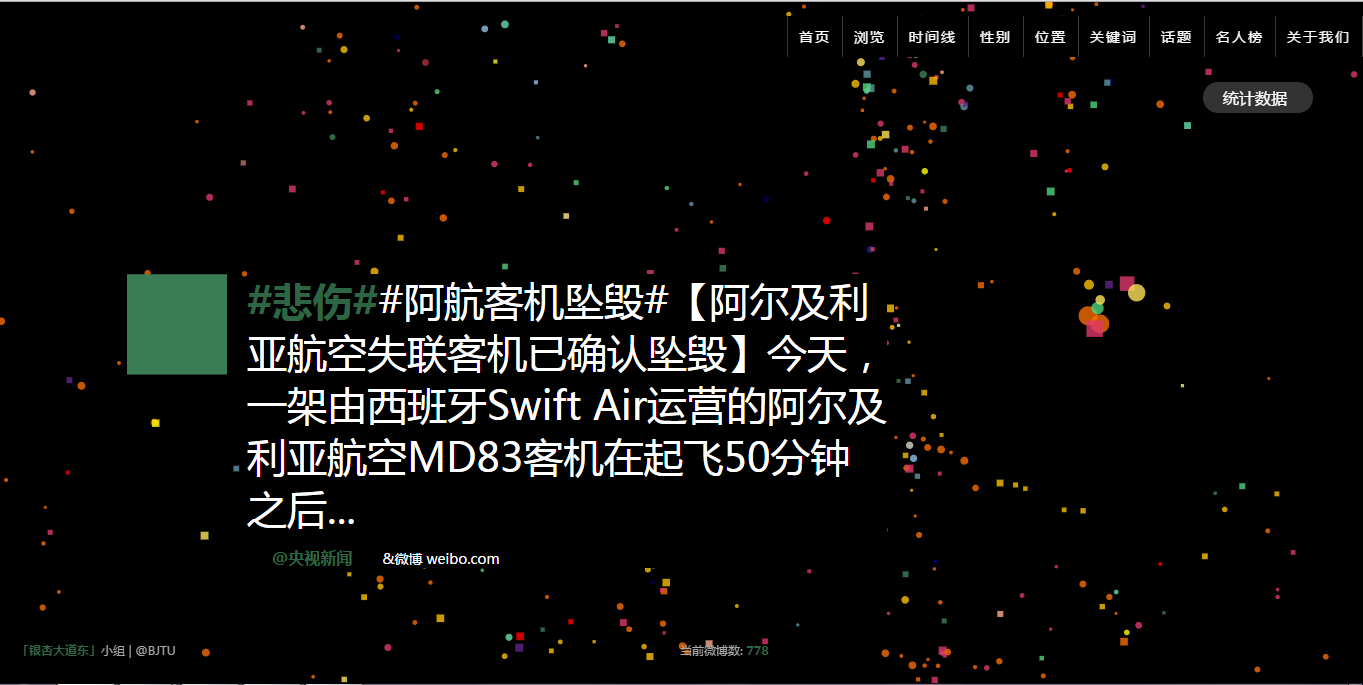 首页 浏览 时间线 性别 位置 关键词 话题 名人榜 关于我们
统计数据
#悲伤##阿航客机坠毁#【阿尔及利
亚航空失联客机已确认坠毁】今天，
一架由西班牙Swift Air运营的阿尔及
利亚航空MD83客机在起飞50分钟
之后...
@央视新闻 &微博 weibo.com
「银杏大道东」小组 | @BJTU 当前微博数: 778